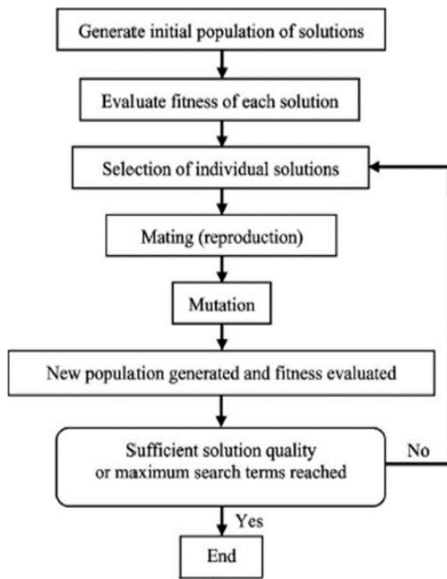 Generate initial population of solutions
Evaluate fitness of each solution
Selection of individual solutions
Mating (reproduction)
Mutation
New population generated and fitness evaluated
Sufficient solution quality
or maximum search terms reached
No
Yes
End